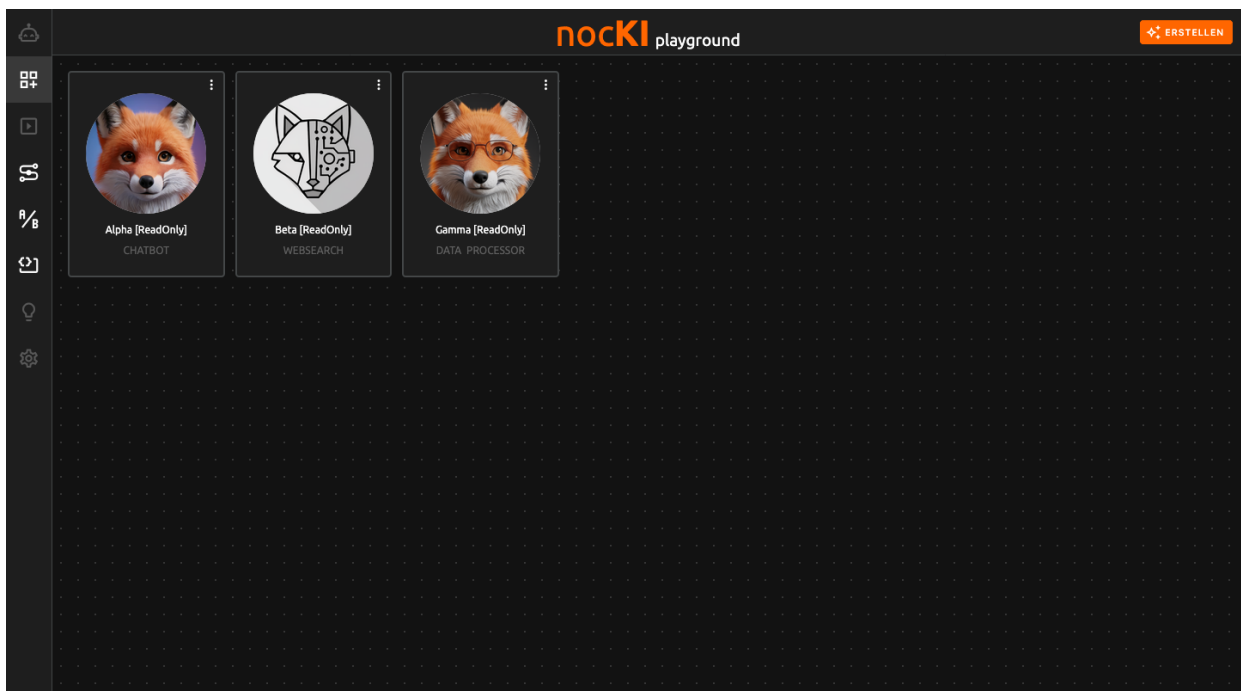 nocKI playground
ERSTELLEN
Alpha [ReadOnly]
CHATBOT
Beta [ReadOnly]
WEBSEARCH
Gamma [ReadOnly]
DATA PROCESSOR
A/B